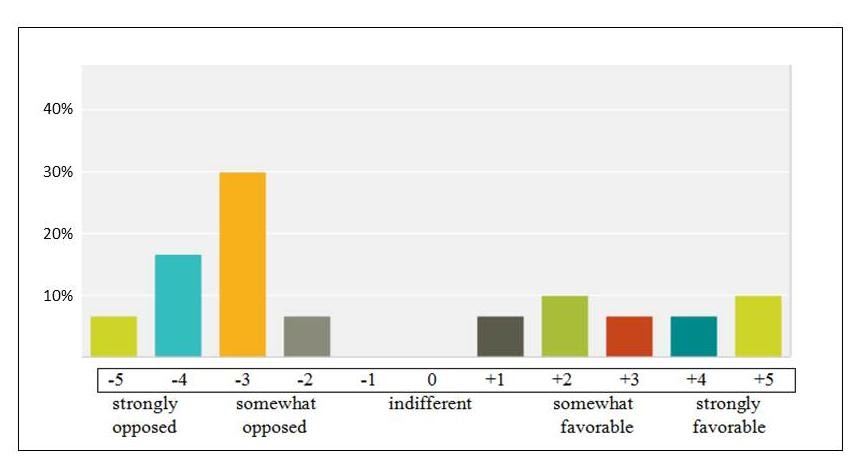 40%
30%
20%
10%
-5 -4 -3 -2 -1 0 +1 +2 +3 +4 +5
strongly somewhat indifferent somewhat strongly
opposed opposed favorable favorable